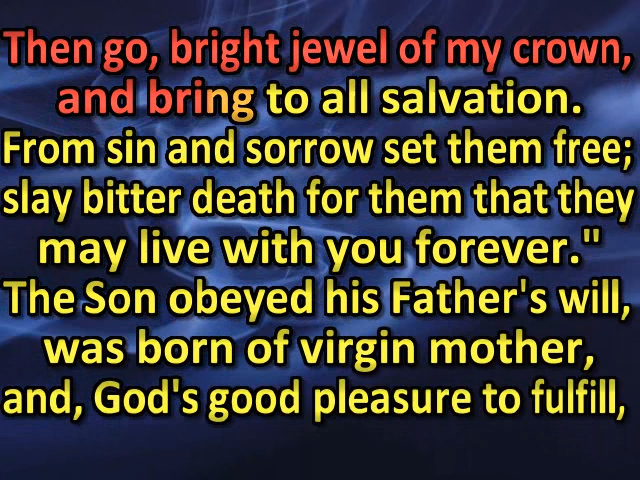 Then go, bright jewel of my crown,
and bring to all salvation.
From sin and sorrow set them free;
slay bitter death for them that they
may live with you forever."
The Son obeyed his Father's will,
was born of virgin mother,
and, God's good pleasure to fulfill,